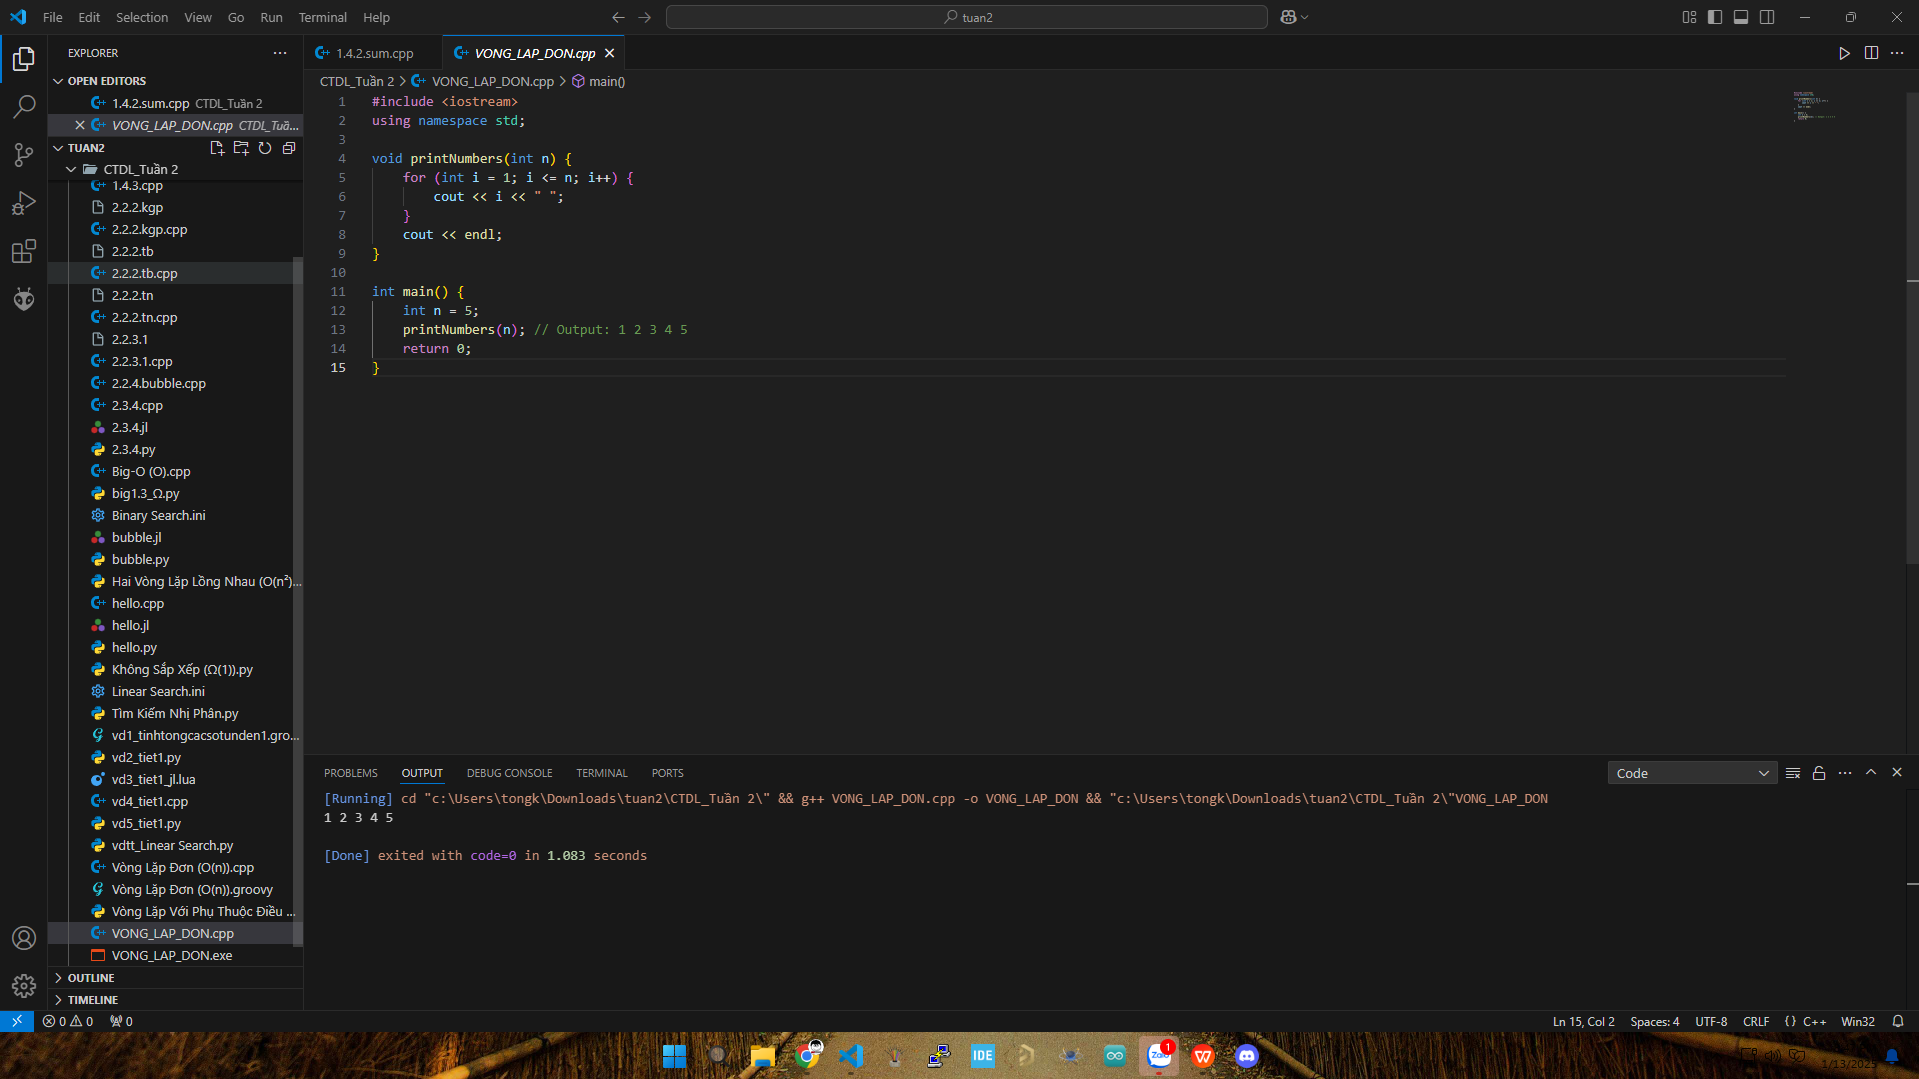 File Edit Selection View Go Run Terminal Help
tuan2
EXPLORER
OPEN EDITORS
1.4.2.sum.cpp CTDL_Tuần 2
VONG_LAP_DON.cpp CTDL_Tuầ...
TUAN2
CTDL_Tuần 2
1.4.3.cpp
2.2.2.kgp
2.2.2.kgp.cpp
2.2.2.tb
2.2.2.tb.cpp
2.2.2.tn
2.2.2.tn.cpp
2.2.3.1
2.2.3.1.cpp
2.2.4.bubble.cpp
2.3.4.cpp
2.3.4.jl
2.3.4.py
Big-O (O).cpp
big1.3_Ω.py
Binary Search.ini
bubble.jl
bubble.py
Hai Vòng Lặp Lồng Nhau (O(n²)...
hello.cpp
hello.jl
hello.py
Không Sắp Xếp (Ω(1)).py
Linear Search.ini
Tìm Kiếm Nhị Phân.py
vd1_tinhtongcacsotunden1.gro...
vd2_tiet1.py
vd3_tiet1_jl.lua
vd4_tiet1.cpp
vd5_tiet1.py
vdtt_Linear Search.py
Vòng Lặp Đơn (O(n)).cpp
Vòng Lặp Đơn (O(n)).groovy
Vòng Lặp Với Phụ Thuộc Điều ...
VONG_LAP_DON.cpp
VONG_LAP_DON.exe
OUTLINE
TIMELINE
1.4.2.sum.cpp VONG_LAP_DON.cpp
CTDL_Tuần 2 > VONG_LAP_DON.cpp > main()
1 #include <iostream>
2 using namespace std;
3
4 void printNumbers(int n) {
5 for (int i = 1; i <= n; i++) {
6 cout << i << " ";
7 }
8 cout << endl;
9 }
10
11 int main() {
12 int n = 5;
13 printNumbers(n); // Output: 1 2 3 4 5
14 return 0;
15 }
PROBLEMS OUTPUT DEBUG CONSOLE TERMINAL PORTS
Code
[Running] cd "c:\Users\tongk\Downloads\tuan2\CTDL_Tuần 2\" && g++ VONG_LAP_DON.cpp -o VONG_LAP_DON && "c:\Users\tongk\Downloads\tuan2\CTDL_Tuần 2\"VONG_LAP_DON
1 2 3 4 5
[Done] exited with code=0 in 1.083 seconds
0 0 0
Ln 15, Col 2 Spaces: 4 UTF-8 CRLF {} C++ Win32
IDE
Zalo
1